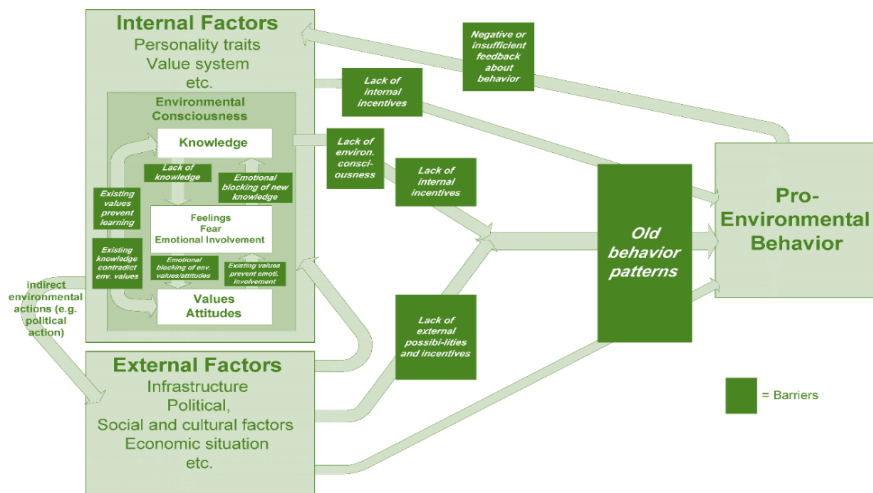 Internal Factors
Personality traits
Value system
etc.
Environmental
Consciousness
Knowledge
Lack of
knowledge
Emotional
blocking of new
knowledge
Existing
values
prevent
learning
Feelings
Fear
Emotional Involvement
Existing
knowledge
contradict
env. values
Emotional
blocking of env.
values/attitudes
Existing values
prevent emoti.
involvement
Values
Attitudes
indirect
environmental
actions (e.g.
political
action)
External Factors
Infrastructure
Political,
Social and cultural factors
Economic situation
etc.
Negative or
insufficient
feedback
about
behavior
Lack of
internal
incentives
Lack of
environ.
consci-
ousness
Lack of
internal
incentives
Lack of
external
possibi-lities
and incentives
Old
behavior
patterns
Pro-
Environmental
Behavior
= Barriers